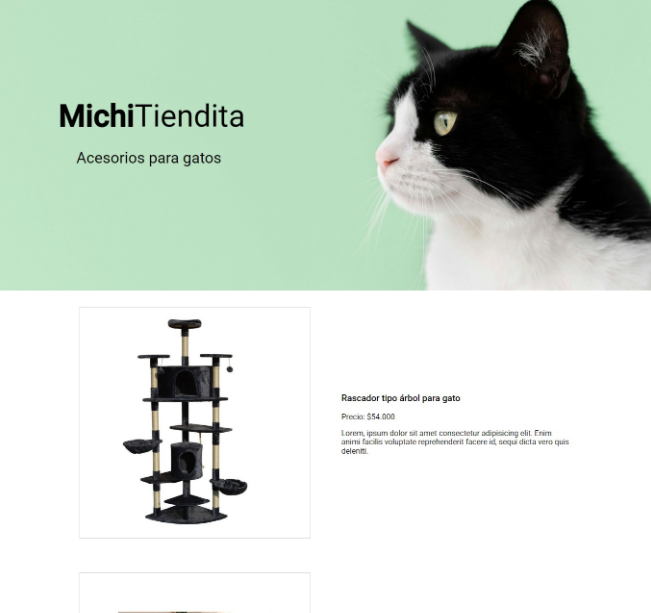 MichiTiendita
Acesorios para gatos
Rascador tipo árbol para gato
Precio: $54.000
Lorem, ipsum dolor sit amet consectetur adipisicing elit. Enim
animi facilis voluptate reprehenderit facere id, sequi dicta vero quis
deleniti.